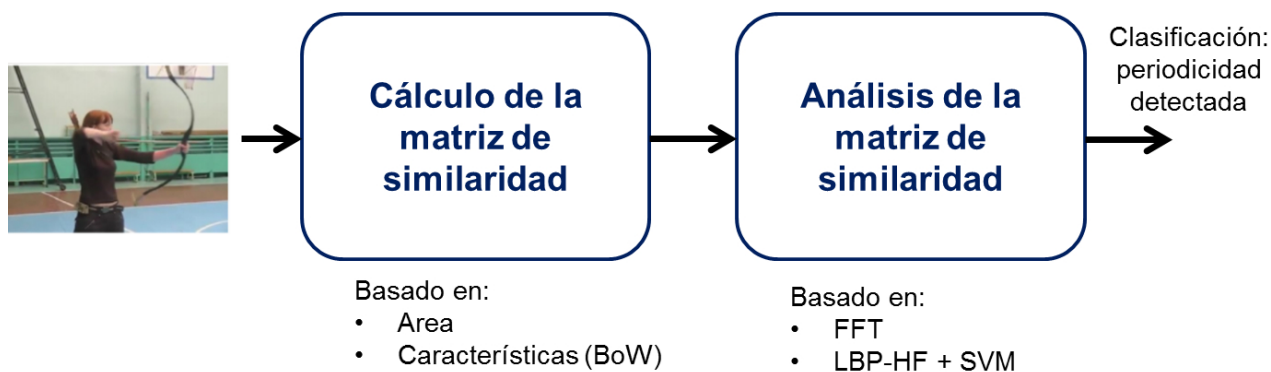 Cálculo de la
matriz de
similaridad
Basado en:
• Area
• Características (BoW)
Análisis de la
matriz de
similaridad
Basado en:
• FFT
• LBP-HF + SVM
Clasificación:
periodicidad
detectada